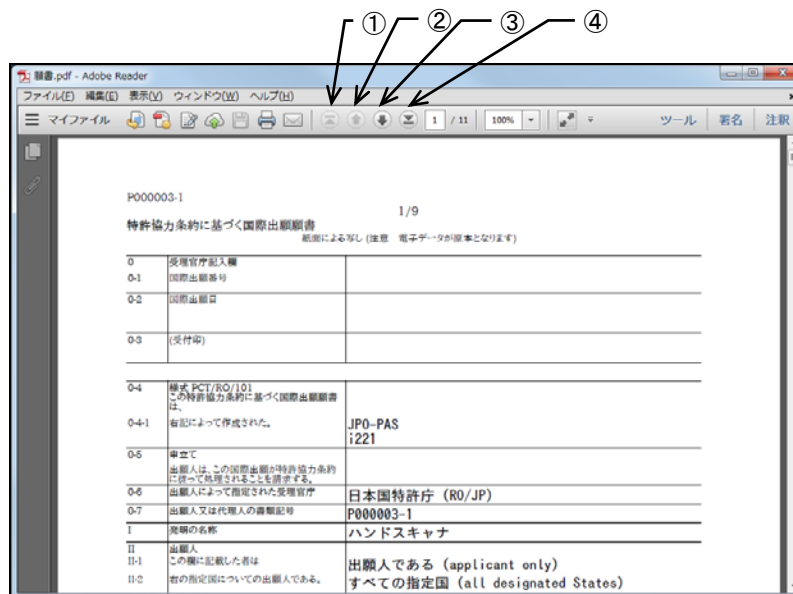 ① ② ③ ④
願書.pdf - Adobe Reader
ファイル(F) 編集(E) 表示(V) ウィンドウ(W) ヘルプ(H)
マイファイル 1 / 11 100% ツール 署名 注釈
P000003-1
1/9
特許協力条約に基づく国際出願願書
紙面による写し (注意 電子データが原本となります)
0 受理官庁記入欄
0-1 国際出願番号
0-2 国際出願日
0-3 (受付印)
0-4 様式 PCT/RO/101
この特許協力条約に基づく国際出願願書
は、
0-4-1 右記によって作成された。 JPO-PAS
i221
0-5 申立て
出願人は、この国際出願が特許協力条約
に従って処理されることを請求する。
0-6 出願人によって指定された受理官庁 日本国特許庁 (RO/JP)
0-7 出願人又は代理人の書類記号 P000003-1
I 発明の名称 ハンドスキャナ
II 出願人
II-1 この欄に記載した者は 出願人である (applicant only)
II-2 右の指定国についての出願人である。 すべての指定国 (all designated States)